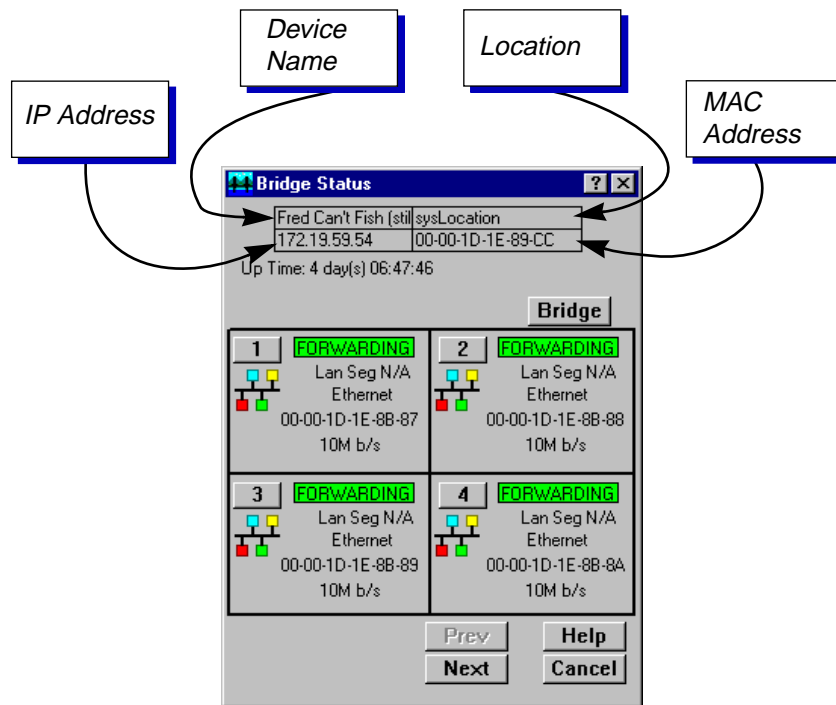 Device
Name
Location
IP Address
MAC
Address
Bridge Status
? X
Fred Can't Fish (stil sysLocation
172.19.59.54 00-00-1D-1E-89-CC
Up Time: 4 day(s) 06:47:46
Bridge
1 FORWARDING
Lan Seg N/A
Ethernet
00-00-1D-1E-8B-87
10M b/s
2 FORWARDING
Lan Seg N/A
Ethernet
00-00-1D-1E-8B-88
10M b/s
3 FORWARDING
Lan Seg N/A
Ethernet
00-00-1D-1E-8B-89
10M b/s
4 FORWARDING
Lan Seg N/A
Ethernet
00-00-1D-1E-8B-8A
10M b/s
Prev Help
Next Cancel